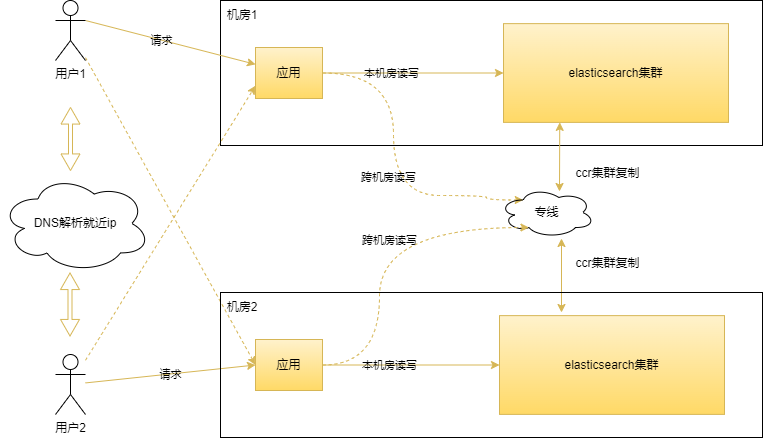 机房1
用户1
请求
应用
本机房读写
elasticsearch集群
跨机房读写
ccr集群复制
专线
DNS解析就近ip
跨机房读写
ccr集群复制
机房2
用户2
请求
应用
本机房读写
elasticsearch集群